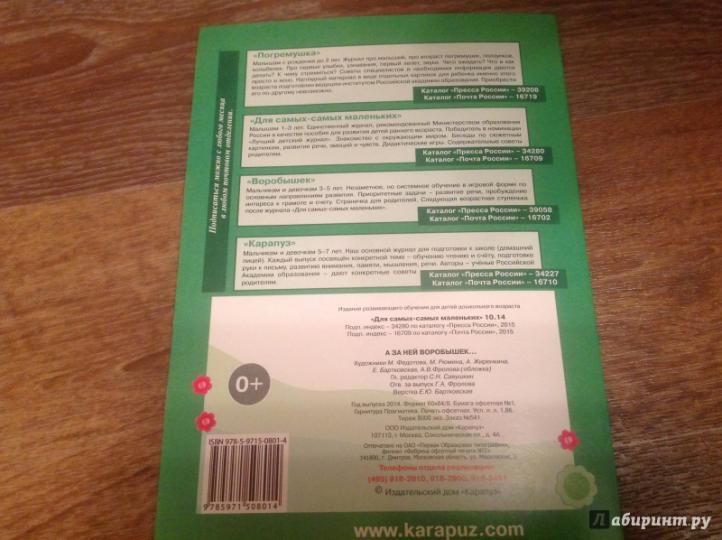 Подписаться можно с любого месяца
в любом почтовом отделении.
«Погремушка»
Малышам с рождения до 2 лет. Журнал про малышей, про возраст погремушек, ползунков,
колыбелек. Про первые улыбки, узнавания, первый лепет, звуки. Чего ожидать? Что и как
делать? К чему стремиться? Советы специалистов и необходимая информация даются
просто и ясно. Наглядный материал в виде отдельных картинок для ребенка именно этого
возраста подготовлен ведущим институтом Российской академии образования. Приобрести
его по-другому невозможно.
Каталог «Пресса России» – 39208
Каталог «Почта России» – 16719
«Для самых-самых маленьких»
Малышам 1–3 лет. Единственный журнал, рекомендованный Министерством образования
России в качестве пособия для развития детей раннего возраста. Победитель в номинации
«Лучший детский журнал». Знакомство с окружающим миром. Беседы по сюжетным
картинкам, развитие речи, эмоций и чувств. Дидактические игры. Содержательные советы
родителям.
Каталог «Пресса России» – 34280
Каталог «Почта России» – 16709
«Воробышек»
Мальчикам и девочкам 3–5 лет. Незаметное, но системное обучение в игровой форме по
основным направлениям развития. Приоритетные задачи – развитие речи, пробуждение
интереса к грамоте и счету. Страничка для родителей. Следующая возрастная ступенька
после журнала «Для самых-самых маленьких».
Каталог «Пресса России» – 39058
Каталог «Почта России» – 16702
«Карапуз»
Мальчикам и девочкам 5–7 лет. Наш основной журнал для подготовки к школе (домашний
лицей). Каждый выпуск посвящён конкретной теме – обучению чтению и счёту, подготовке
руки к письму, развитию внимания, памяти, мышления, речи. Авторы – учёные Российской
Академии образования – дают конкретные советы
родителям.
Каталог «Пресса России» – 34227
Каталог «Почта России» – 16710
Издание развивающего обучения для детей дошкольного возраста
«Для самых-самых маленьких» 10.14
Подп. индекс – 34280 по каталогу «Пресса России», 2015
Подп. индекс – 16709 по каталогу «Почта России», 2015
А ЗА НЕЙ ВОРОБЫШЕК...
Художники М. Федотова, М. Рюмина, А. Жиренкина,
Е. Бартковская, А.В.Фролова (обложка)
Гл. редактор С.Н. Савушкин
Отв. за выпуск Г.А. Фролова
Верстка Е.Ю. Бартковская
0+
Год выпуска 2014. Формат 60х84/8. Бумага офсетная №1.
Гарнитура Прагматика. Печать офсетная. Усл. п. л. 1,86.
Тираж 5000 экз. Заказ №541.
ООО Издательский дом «Карапуз»
107113, г. Москва, Сокольническая пл., д. 4А
Отпечатано на ОАО «Первая Образцовая типография»,
филиал «Фабрика офсетной печати №2»
141800, г. Дмитров, Московская область, ул. Московская, 3
Телефоны отдела реализации:
(495) 918-2810, 918-2900,
© Издательский дом «Карапуз»
ISBN 978-5-9715-0801-4
9785971508014
www.karapuz.com
Лабиринт.ру